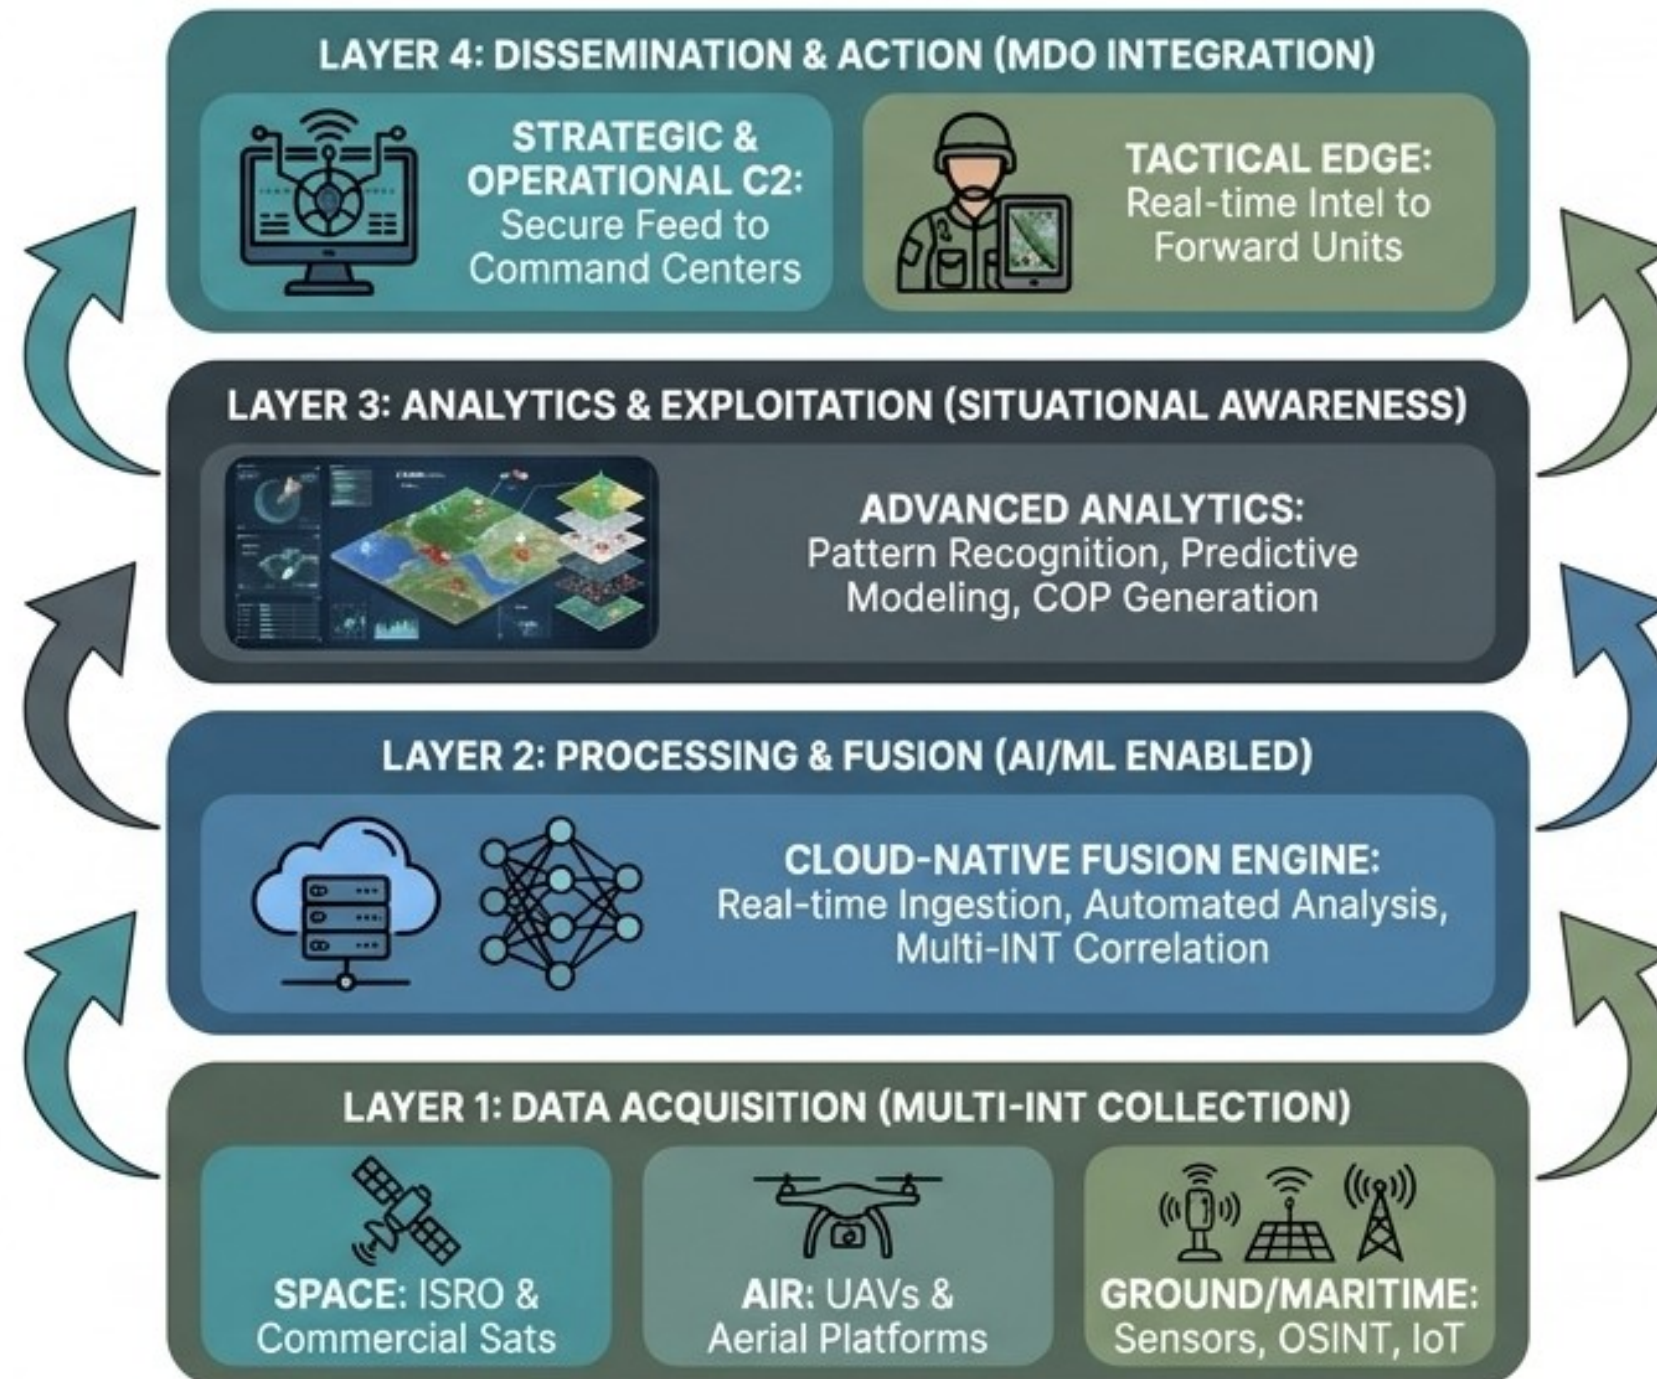 LAYER 4: DISSEMINATION & ACTION (MDO INTEGRATION)
STRATEGIC &
OPERATIONAL C2:
Secure Feed to
Command Centers
TACTICAL EDGE:
Real-time Intel to
Forward Units
LAYER 3: ANALYTICS & EXPLOITATION (SITUATIONAL AWARENESS)
ADVANCED ANALYTICS:
Pattern Recognition, Predictive
Modeling, COP Generation
LAYER 2: PROCESSING & FUSION (AI/ML ENABLED)
CLOUD-NATIVE FUSION ENGINE:
Real-time Ingestion, Automated Analysis,
Multi-INT Correlation
LAYER 1: DATA ACQUISITION (MULTI-INT COLLECTION)
SPACE: ISRO &
Commercial Sats
AIR: UAVs &
Aerial Platforms
GROUND/MARITIME:
Sensors, OSINT, IoT